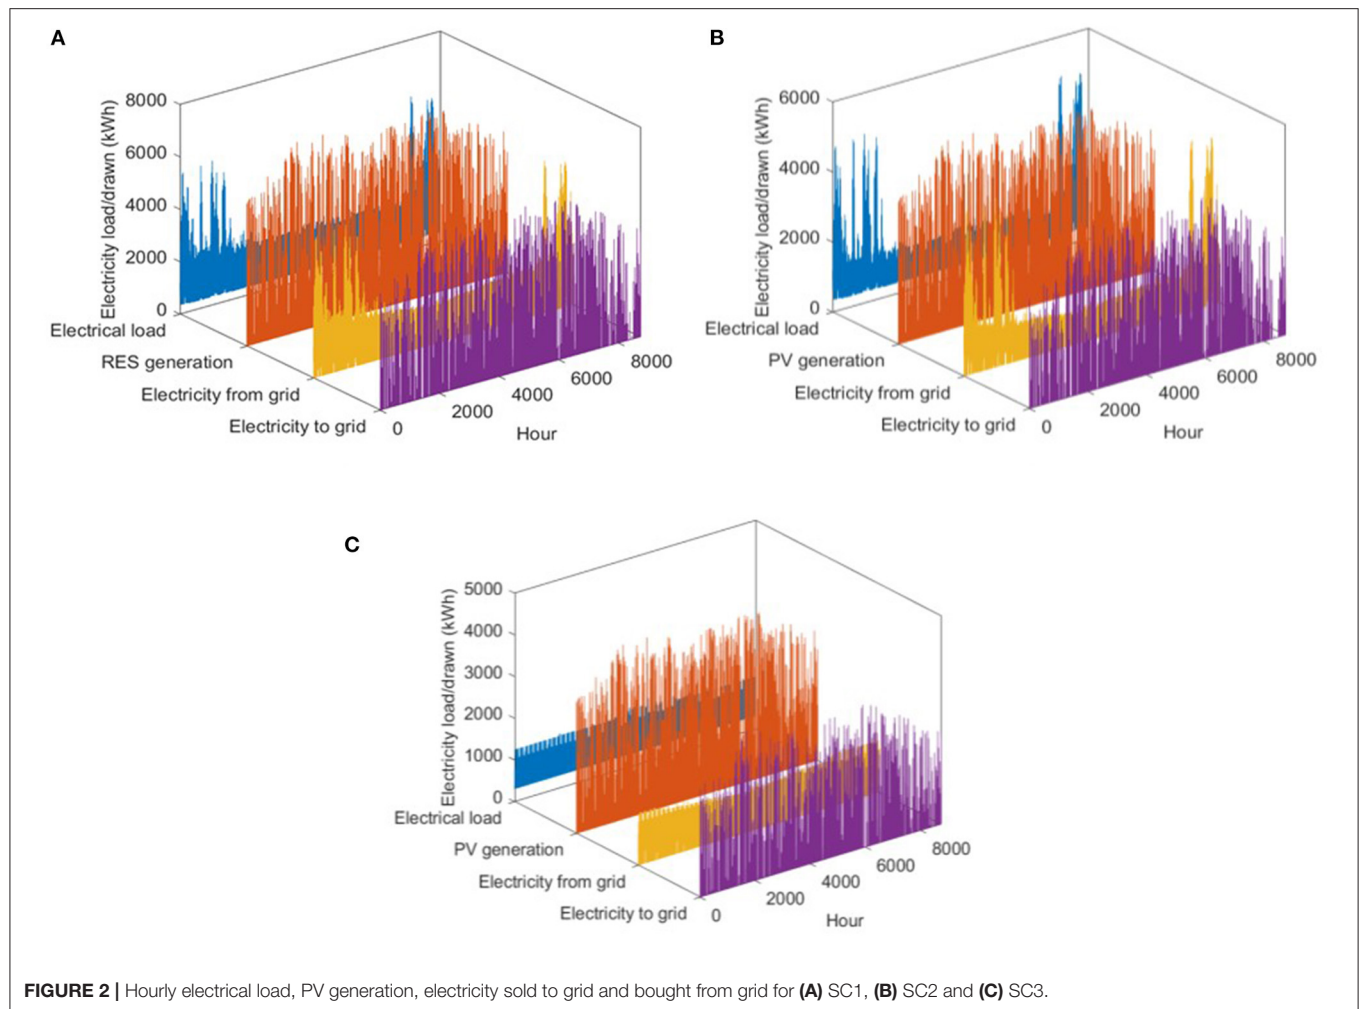 A
Electricity load/drawn (kWh)
8000
6000
4000
2000
0
Electrical load
RES generation
Electricity from grid
Electricity to grid
0
2000
4000
6000
8000
Hour
B
Electricity load/drawn (kWh)
6000
4000
2000
0
Electrical load
PV generation
Electricity from grid
Electricity to grid
0
2000
4000
6000
8000
Hour
C
Electricity load/drawn (kWh)
5000
4000
3000
2000
1000
0
Electrical load
PV generation
Electricity from grid
Electricity to grid
0
2000
4000
6000
8000
Hour
FIGURE 2 | Hourly electrical load, PV generation, electricity sold to grid and bought from grid for (A) SC1, (B) SC2 and (C) SC3.